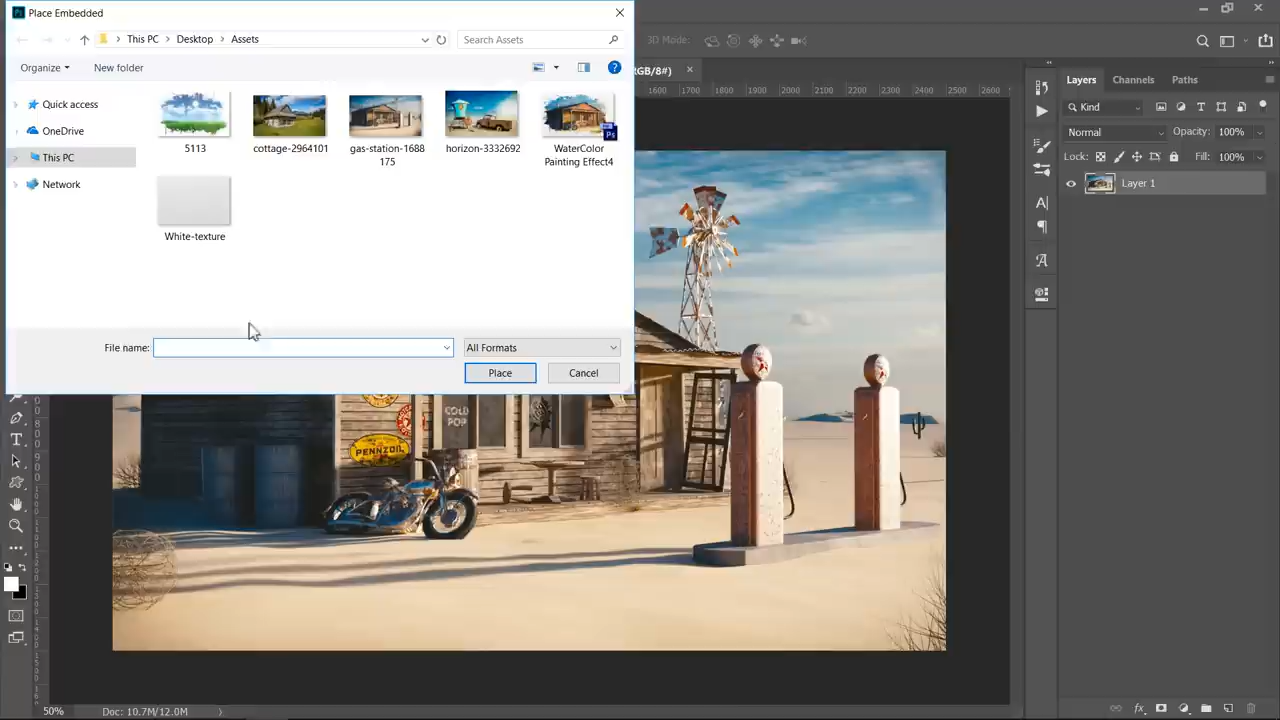 Place Embedded
This PC
Desktop
Assets
Search Assets
3D Mode:
Organize
New folder
RGB/8#)
1700 1800 1900 2000 2100 2200 2300 2400 2500 2600
Layers
Channels
Paths
Quick access
OneDrive
This PC
Network
5113
cottage-2964101
gas-station-1688
175
horizon-3332692
WaterColor
Painting Effect4
White-texture
Kind
Normal
Opacity: 100%
Lock:
Fill: 100%
Layer 1
File name:
All Formats
Place
Cancel
COLD
POP
PENNZOIL
50%
Doc: 10.7M/12.0M